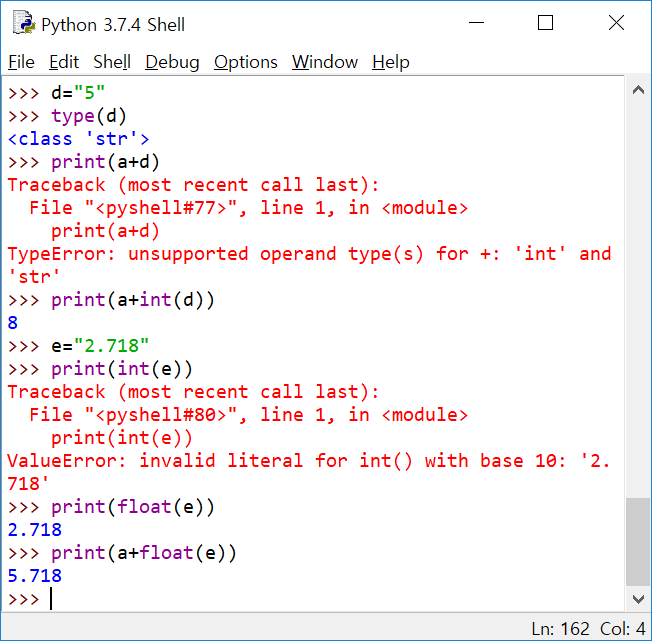 Python 3.7.4 Shell
File Edit Shell Debug Options Window Help
>>> d="5"
>>> type(d)
<class 'str'>
>>> print(a+d)
Traceback (most recent call last):
  File "<pyshell#77>", line 1, in <module>
    print(a+d)
TypeError: unsupported operand type(s) for +: 'int' and
'str'
>>> print(a+int(d))
8
>>> e="2.718"
>>> print(int(e))
Traceback (most recent call last):
  File "<pyshell#80>", line 1, in <module>
    print(int(e))
ValueError: invalid literal for int() with base 10: '2.
718'
>>> print(float(e))
2.718
>>> print(a+float(e))
5.718
>>>
Ln: 162 Col: 4